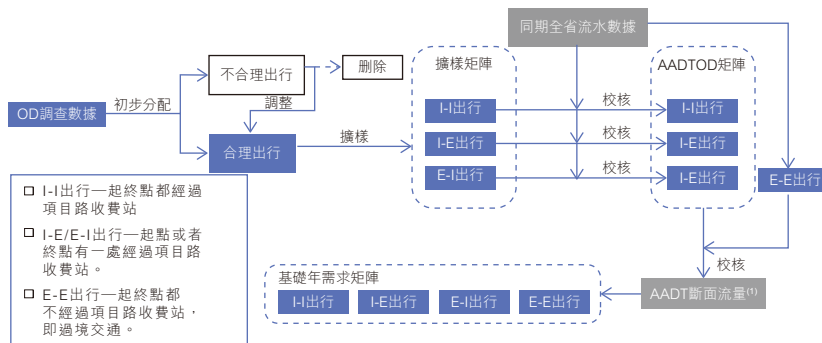 同期全省流水數據
不合理出行
刪除
擴樣矩陣
AADTOD矩陣
調整
OD調查數據
初步分配
合理出行
擴樣
I-I出行
校核
I-I出行
I-E出行
校核
I-E出行
E-I出行
校核
I-E出行
E-E出行
□ I-I出行—起終點都經過
項目路收費站
□ I-E/E-I出行—起點或者
終點有一處經過項目路
收費站。
□ E-E出行—起終點都
不經過項目路收費站，
即過境交通。
校核
基礎年需求矩陣
I-I出行
I-E出行
E-I出行
E-E出行
AADT斷面流量(1)